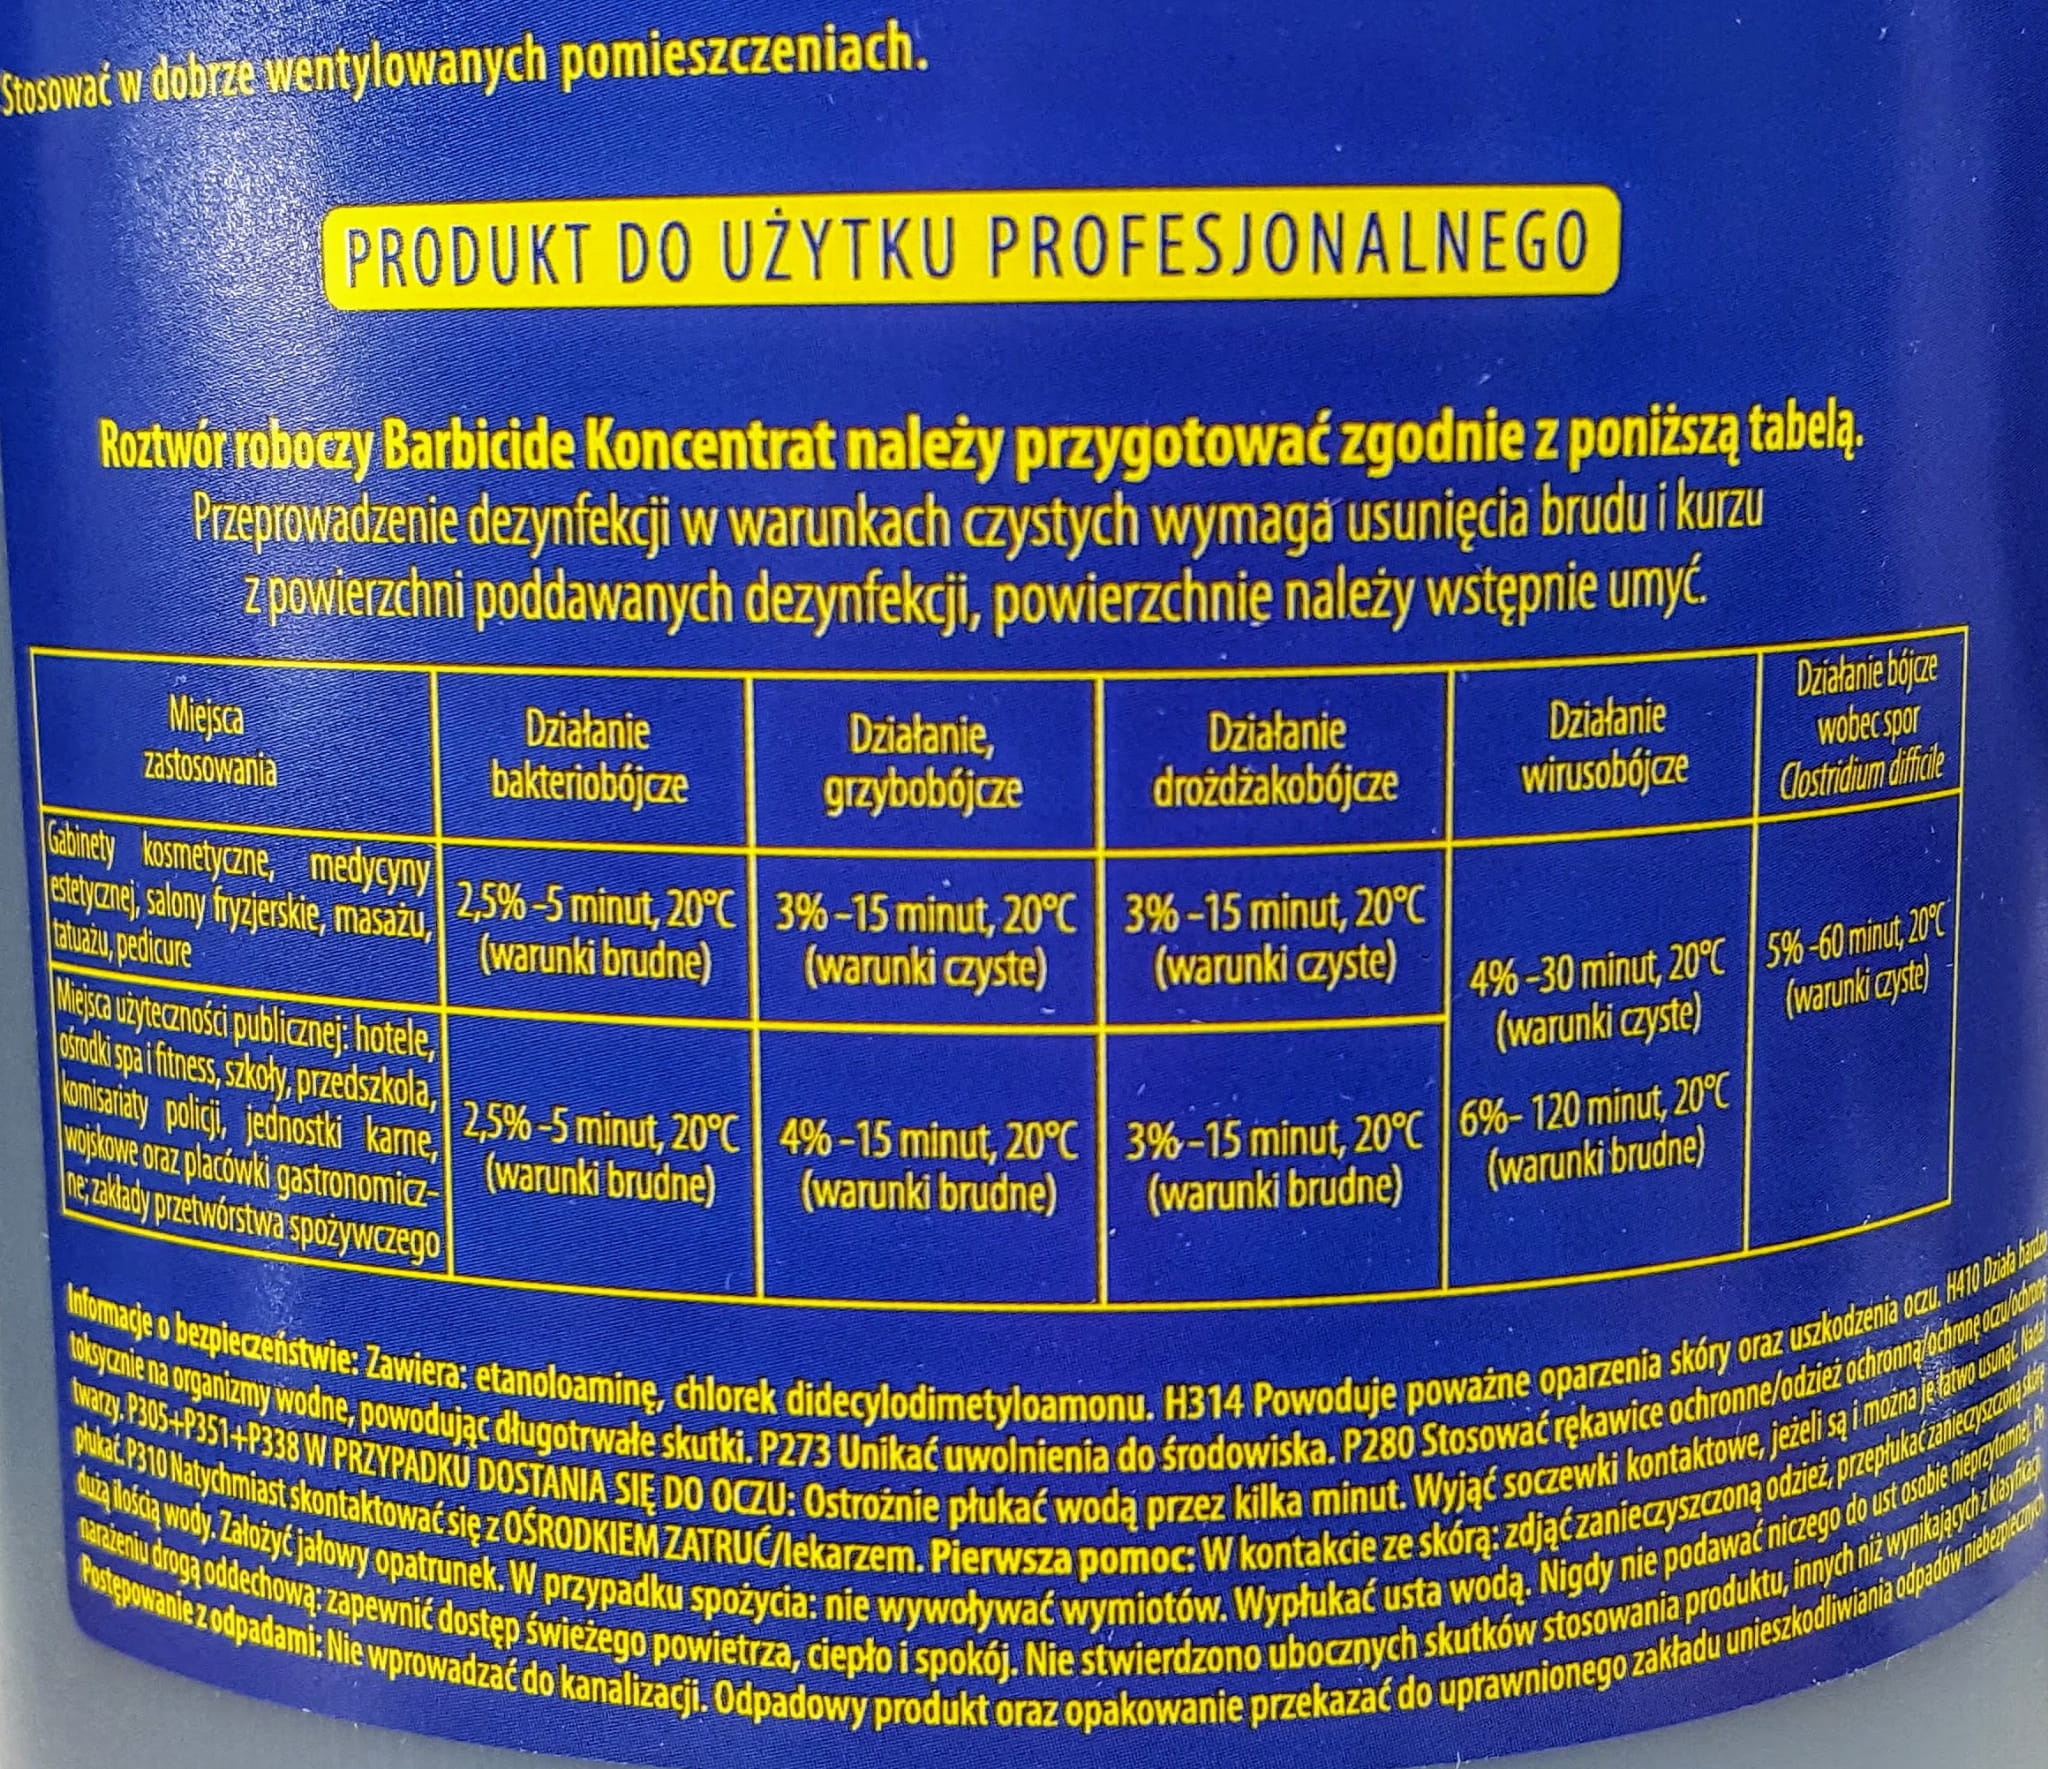 Stosować w dobrze wentylowanych pomieszczeniach.
PRODUKT DO UŻYTKU PROFESJONALNEGO
Roztwór roboczy Barbicide Koncentrat należy przygotować zgodnie z poniższą tabelą.
Przeprowadzenie dezynfekcji w warunkach czystych wymaga usunięcia brudu i kurzu
z powierzchni poddawanych dezynfekcji, powierzchnię należy wstępnie umyć.
Miejsca
zastosowania
Działanie
bakteriobójcze
Działanie,
grzybobójcze
Działanie
drożdżakobójcze
Działanie
wirusobójcze
Działanie bójcze
wobec spor
Clostridium difficile
Gabinety kosmetyczne, medycyny
estetycznej, salony fryzjerskie, masażu,
tatuażu, pedicure
2,5% -5 minut, 20°C
(warunki brudne)
3% -15 minut, 20°C
(warunki czyste)
3% -15 minut, 20°C
(warunki czyste)
4% -30 minut, 20°C
(warunki czyste)
6%- 120 minut, 20°C
(warunki brudne)
5% -60 minut, 20°C
(warunki czyste)
Miejsca użyteczności publicznej: hotele,
ośrodki spa i fitness, szkoły, przedszkola,
komisariaty policji, jednostki karne,
wojskowe oraz placówki gastronomicz-
ne; zakłady przetwórstwa spożywczego
2,5% -5 minut, 20°C
(warunki brudne)
4% -15 minut, 20°C
(warunki brudne)
3% -15 minut, 20°C
(warunki brudne)
Informacje o bezpieczeństwie: Zawiera: etanoloaminę, chlorek didecylodimetyloamonu. H314 Powoduje poważne oparzenia skóry oraz uszkodzenia oczu. H410 Działa bardzo
toksycznie na organizmy wodne, powodując długotrwałe skutki. P273 Unikać uwolnienia do środowiska. P280 Stosować rękawice ochronne/odzież ochronną/ochronę oczu/ochronę
twarzy. P305+P351+P338 W PRZYPADKU DOSTANIA SIĘ DO OCZU: Ostrożnie płukać wodą przez kilka minut. Wyjąć soczewki kontaktowe, jeżeli są i można je łatwo usunąć. Nadal
płukać. P310 Natychmiast skontaktować się z OŚRODKIEM ZATRUĆ/lekarzem. Pierwsza pomoc: W kontakcie ze skórą: zdjąć zanieczyszczoną odzież, przepłukać zanieczyszczoną skórę
dużą ilością wody. Założyć jałowy opatrunek. W przypadku spożycia: nie wywoływać wymiotów. Wypłukać usta wodą. Nigdy nie podawać niczego do ust osobie nieprzytomnej. Po
narażeniu drogą oddechową: zapewnić dostęp świeżego powietrza, ciepło i spokój. Nie stwierdzono ubocznych skutków stosowania produktu, innych niż wynikających z klasyfikacji.
Postępowanie z odpadami: Nie wprowadzać do kanalizacji. Odpadowy produkt oraz opakowanie przekazać do uprawnionego zakładu unieszkodliwiania odpadów niebezpiecznych